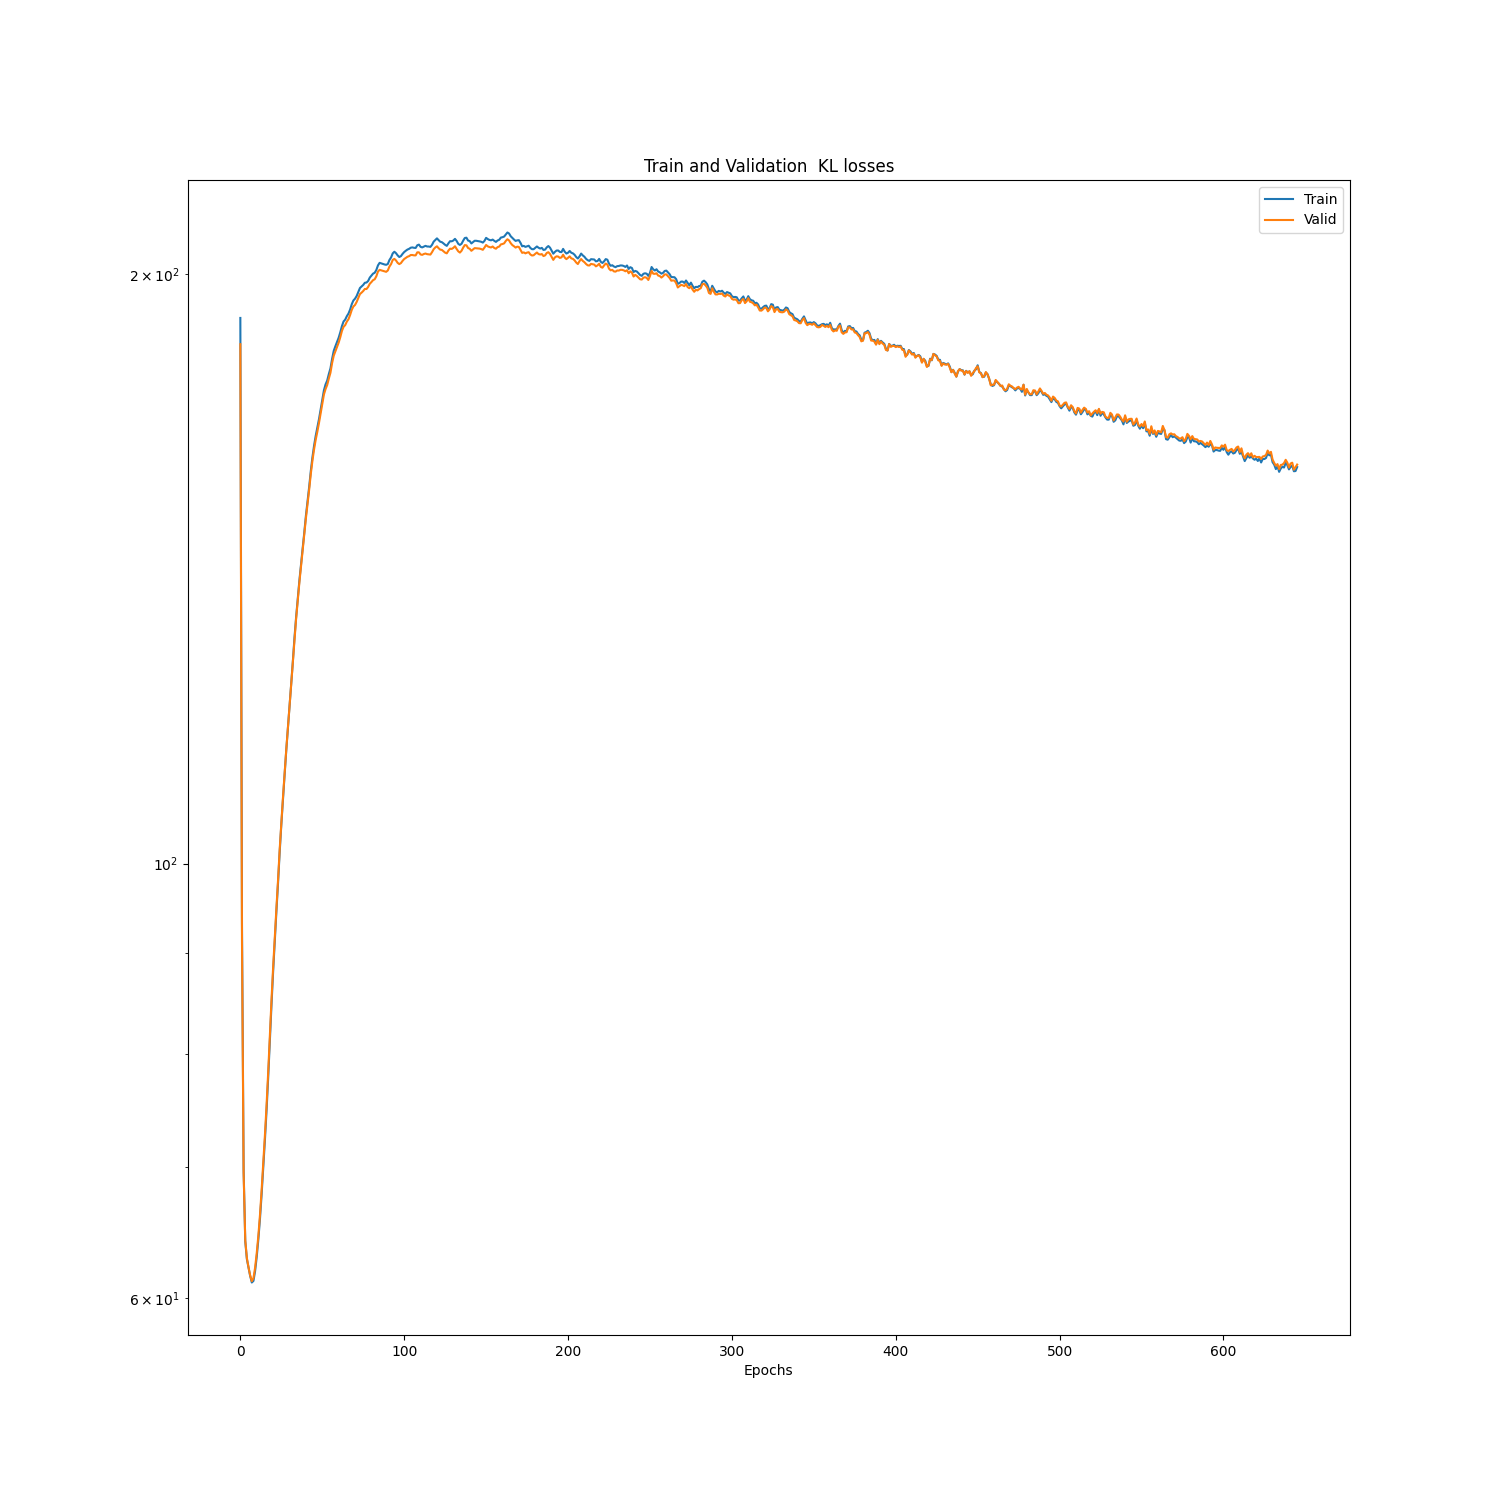 Train and Validation  KL losses
Train
Valid
2 × 10²
10²
6 × 10¹
0 100 200 300 400 500 600
Epochs